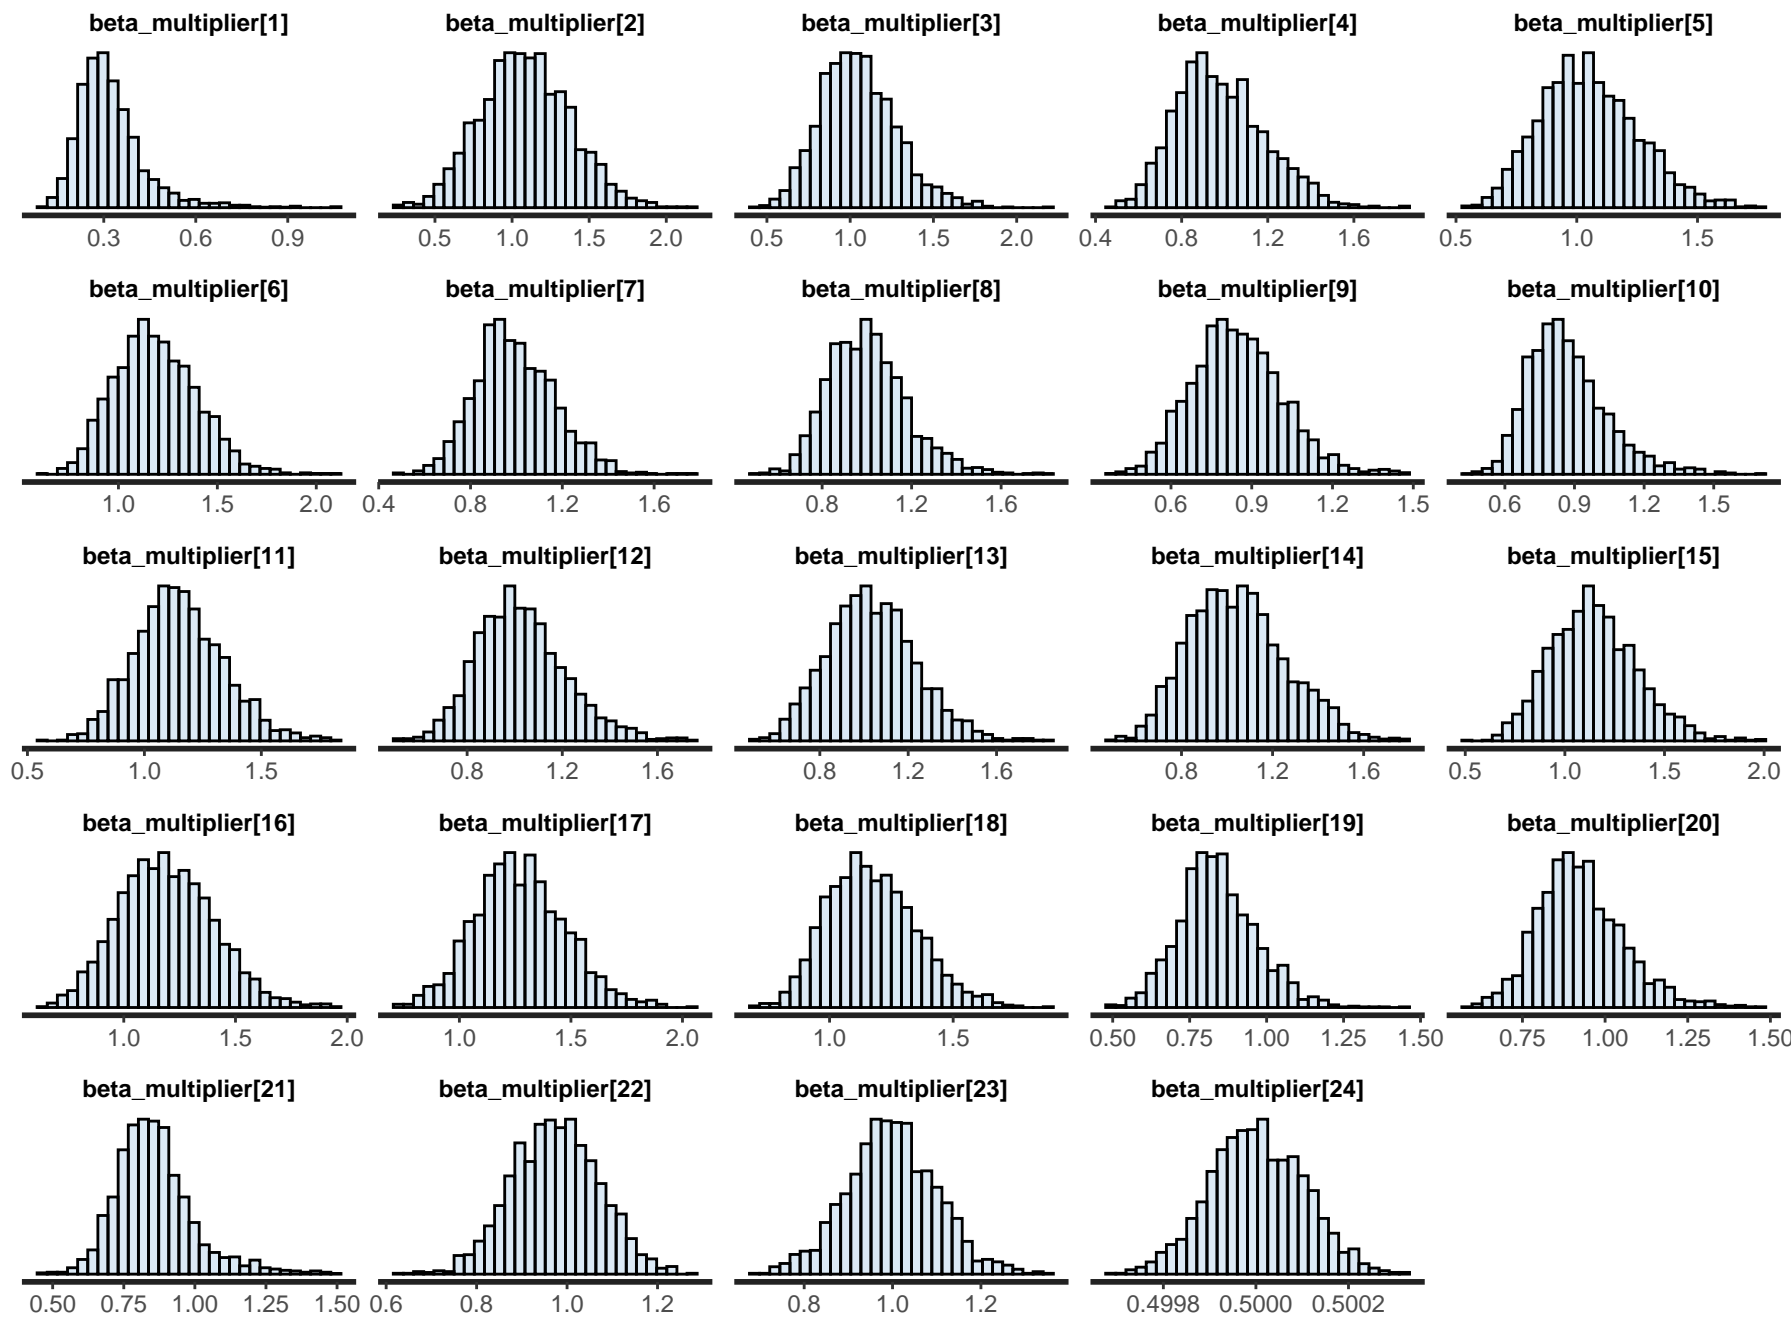 beta_multiplier[1] beta_multiplier[2] beta_multiplier[3] beta_multiplier[4] beta_multiplier[5]
0.3 0.6 0.9 0.5 1.0 1.5 2.0 0.5 1.0 1.5 2.0 0.4 0.8 1.2 1.6 0.5 1.0 1.5
beta_multiplier[6] beta_multiplier[7] beta_multiplier[8] beta_multiplier[9] beta_multiplier[10]
1.0 1.5 2.0 0.4 0.8 1.2 1.6 0.8 1.2 1.6 0.6 0.9 1.2 1.5 0.6 0.9 1.2 1.5
beta_multiplier[11] beta_multiplier[12] beta_multiplier[13] beta_multiplier[14] beta_multiplier[15]
0.5 1.0 1.5 0.8 1.2 1.6 0.8 1.2 1.6 0.8 1.2 1.6 0.5 1.0 1.5 2.0
beta_multiplier[16] beta_multiplier[17] beta_multiplier[18] beta_multiplier[19] beta_multiplier[20]
1.0 1.5 2.0 1.0 1.5 2.0 1.0 1.5 0.50 0.75 1.00 1.25 1.50 0.75 1.00 1.25 1.50
beta_multiplier[21] beta_multiplier[22] beta_multiplier[23] beta_multiplier[24]
0.50 0.75 1.00 1.25 1.50 0.6 0.8 1.0 1.2 0.8 1.0 1.2 0.4998 0.5000 0.5002